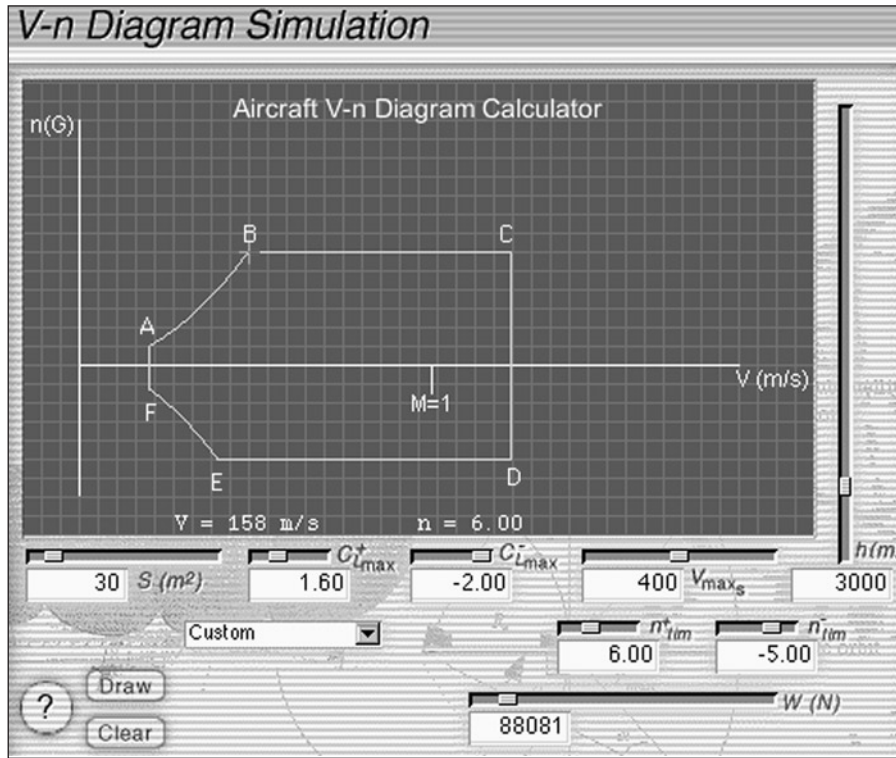 V-n Diagram Simulation
Aircraft V-n Diagram Calculator
n(G)
B
C
A
V (m/s)
F
M=1
E
D
V = 158 m/s n = 6.00
C⁺Lmax C⁻Lmax h(m
30 S (m²) 1.60 -2.00 400 Vmaxs 3000
Custom n⁺lim n⁻lim
6.00 -5.00
Draw
? W (N)
88081
Clear